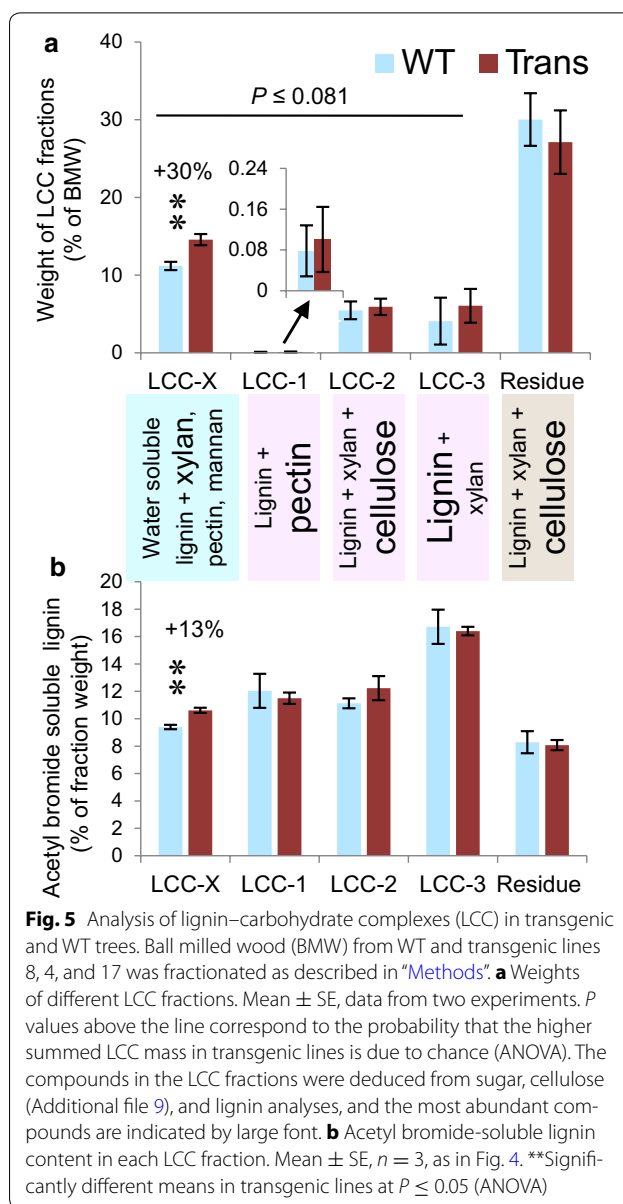 a
WT Trans
P ≤ 0.081
Weight of LCC fractions
(% of BMW)
40
30
20
10
0
+30%
**
0.24
0.16
0.08
0
LCC-X LCC-1 LCC-2 LCC-3 Residue
Water soluble
lignin + xylan,
pectin, mannan
Lignin +
pectin
Lignin + xylan +
cellulose
Lignin +
xylan
Lignin + xylan +
cellulose
b
Acetyl bromide soluble lignin
(% of fraction weight)
20
18
16
14
12
10
8
6
4
2
0
+13%
**
LCC-X LCC-1 LCC-2 LCC-3 Residue
Fig. 5 Analysis of lignin–carbohydrate complexes (LCC) in transgenic
and WT trees. Ball milled wood (BMW) from WT and transgenic lines
8, 4, and 17 was fractionated as described in “Methods”. a Weights
of different LCC fractions. Mean ± SE, data from two experiments. P
values above the line correspond to the probability that the higher
summed LCC mass in transgenic lines is due to chance (ANOVA). The
compounds in the LCC fractions were deduced from sugar, cellulose
(Additional file 9), and lignin analyses, and the most abundant com-
pounds are indicated by large font. b Acetyl bromide-soluble lignin
content in each LCC fraction. Mean ± SE, n = 3, as in Fig. 4. **Signifi-
cantly different means in transgenic lines at P ≤ 0.05 (ANOVA)